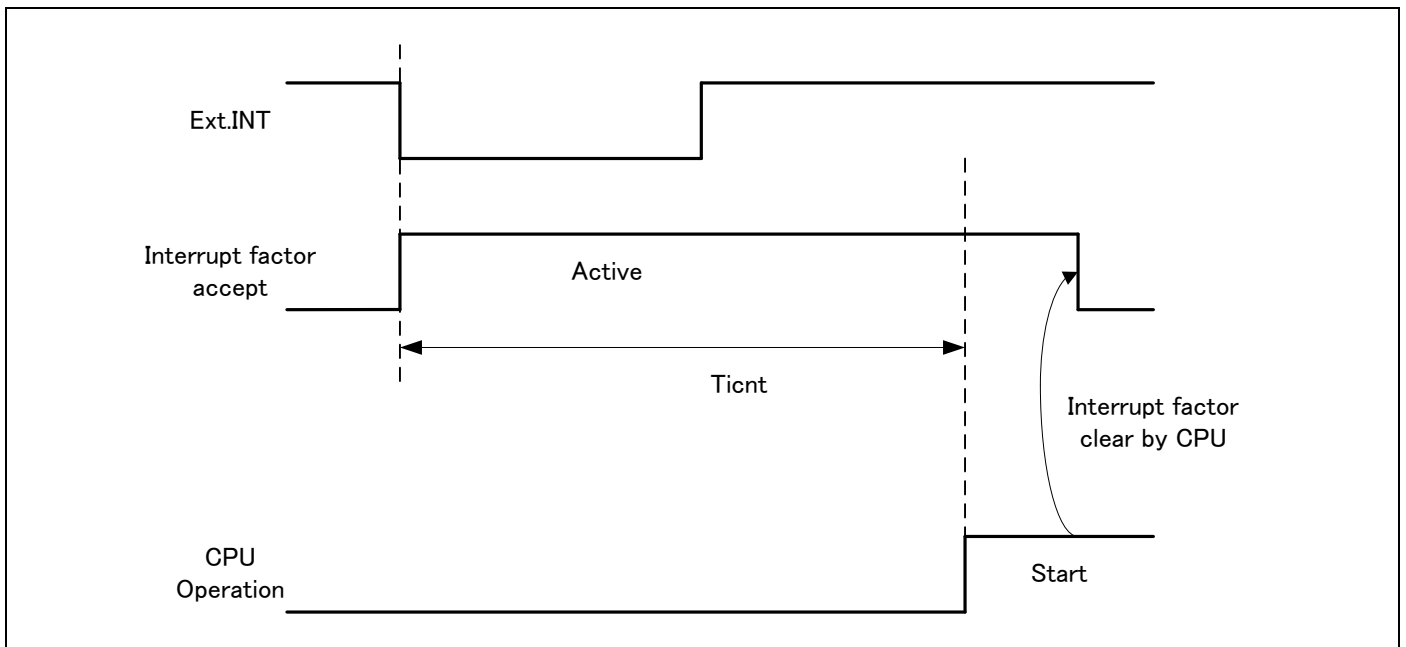 Ext.INT
Interrupt factor
accept
Active
Ticnt
Interrupt factor
clear by CPU
CPU
Operation
Start